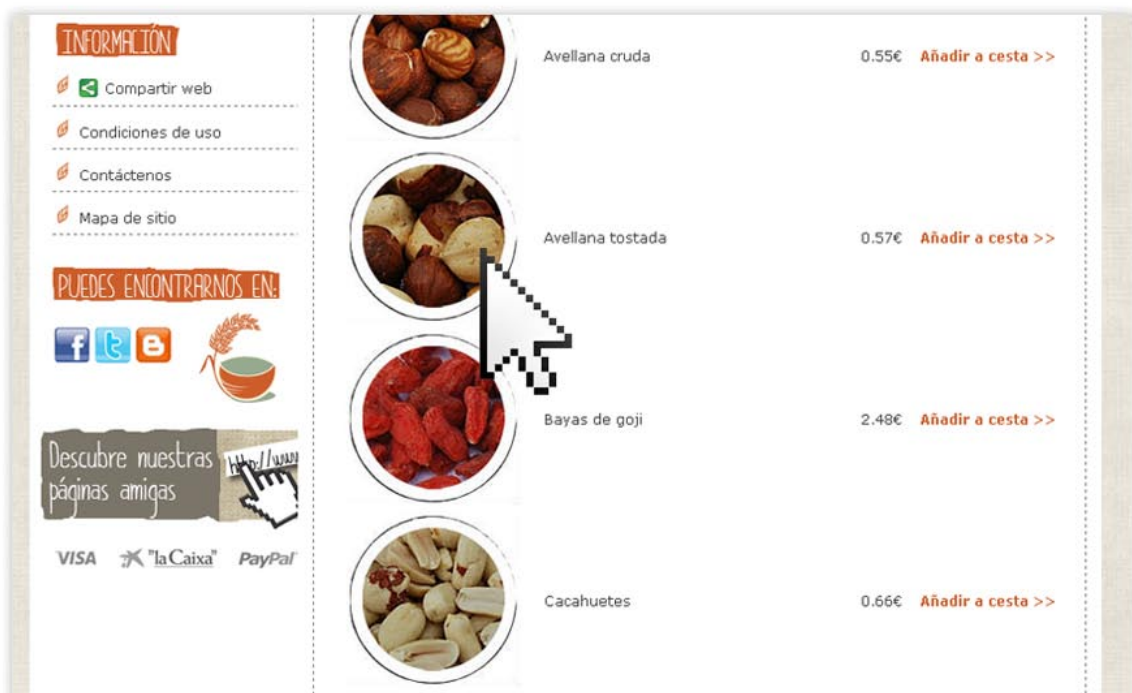 INFORMACIÓN
Compartir web
Condiciones de uso
Contáctenos
Mapa de sitio
PUEDES ENCONTRARNOS EN:
Descubre nuestras
páginas amigas
http://www
VISA "la Caixa" PayPal
Avellana cruda 0.55€ Añadir a cesta >>
Avellana tostada 0.57€ Añadir a cesta >>
Bayas de goji 2.48€ Añadir a cesta >>
Cacahuetes 0.66€ Añadir a cesta >>